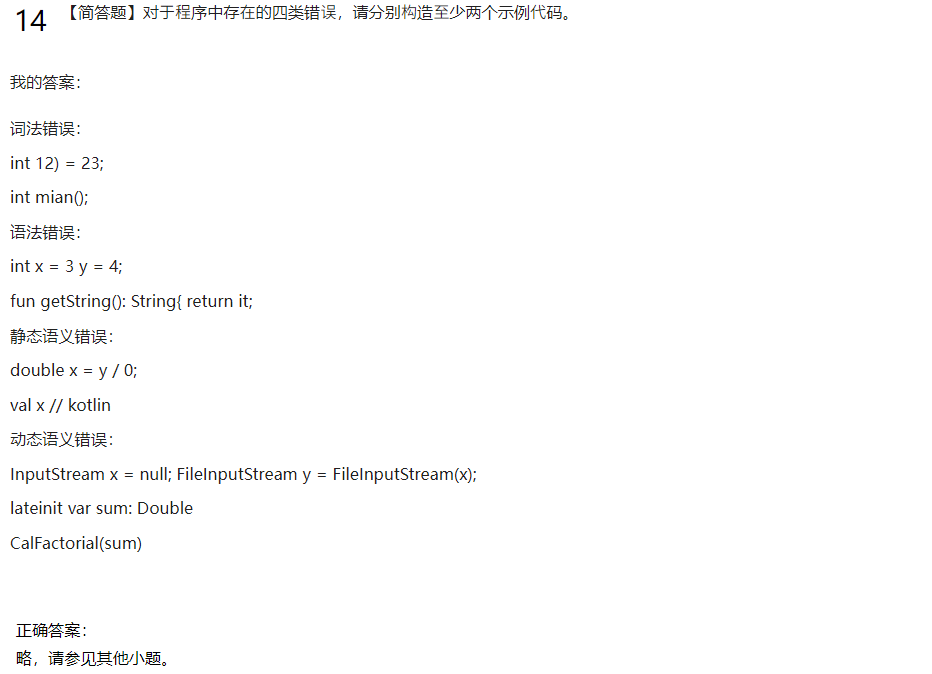 14
【简答题】对于程序中存在的四类错误，请分别构造至少两个示例代码。
我的答案：
词法错误：
int 12) = 23;
int mian();
语法错误：
int x = 3 y = 4;
fun getString(): String{ return it;
静态语义错误：
double x = y / 0;
val x // kotlin
动态语义错误：
InputStream x = null; FileInputStream y = FileInputStream(x);
lateinit var sum: Double
CalFactorial(sum)
正确答案：
略，请参见其他小题。